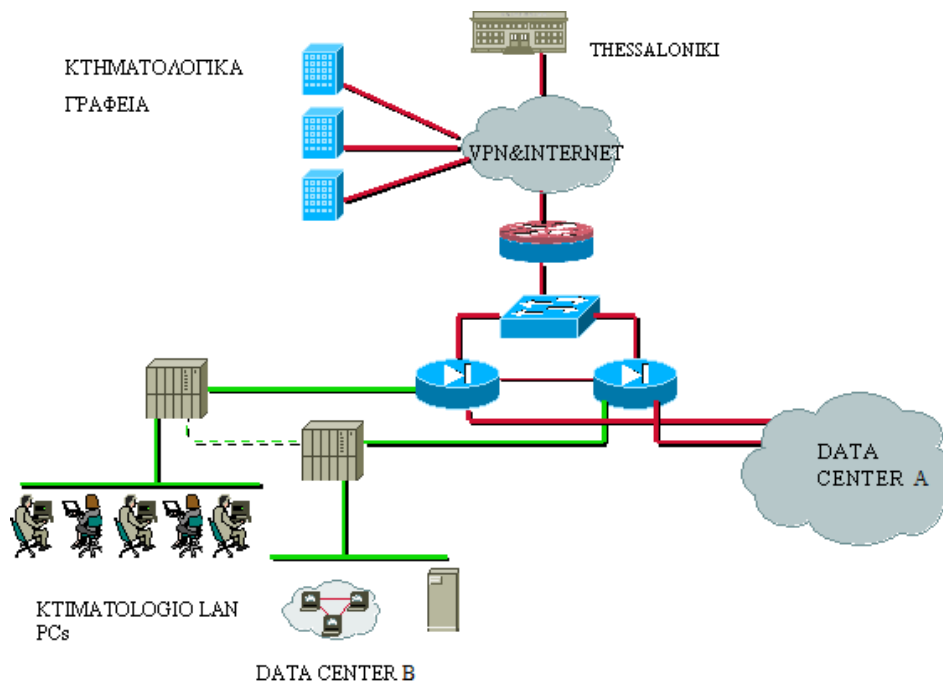 THESSALONIKI
ΚΤΗΜΑΤΟΛΟΓΙΚΑ
ΓΡΑΦΕΙΑ
VPN&INTERNET
DATA
CENTER A
KTIMATOLOGIO LAN
PCs
DATA CENTER B